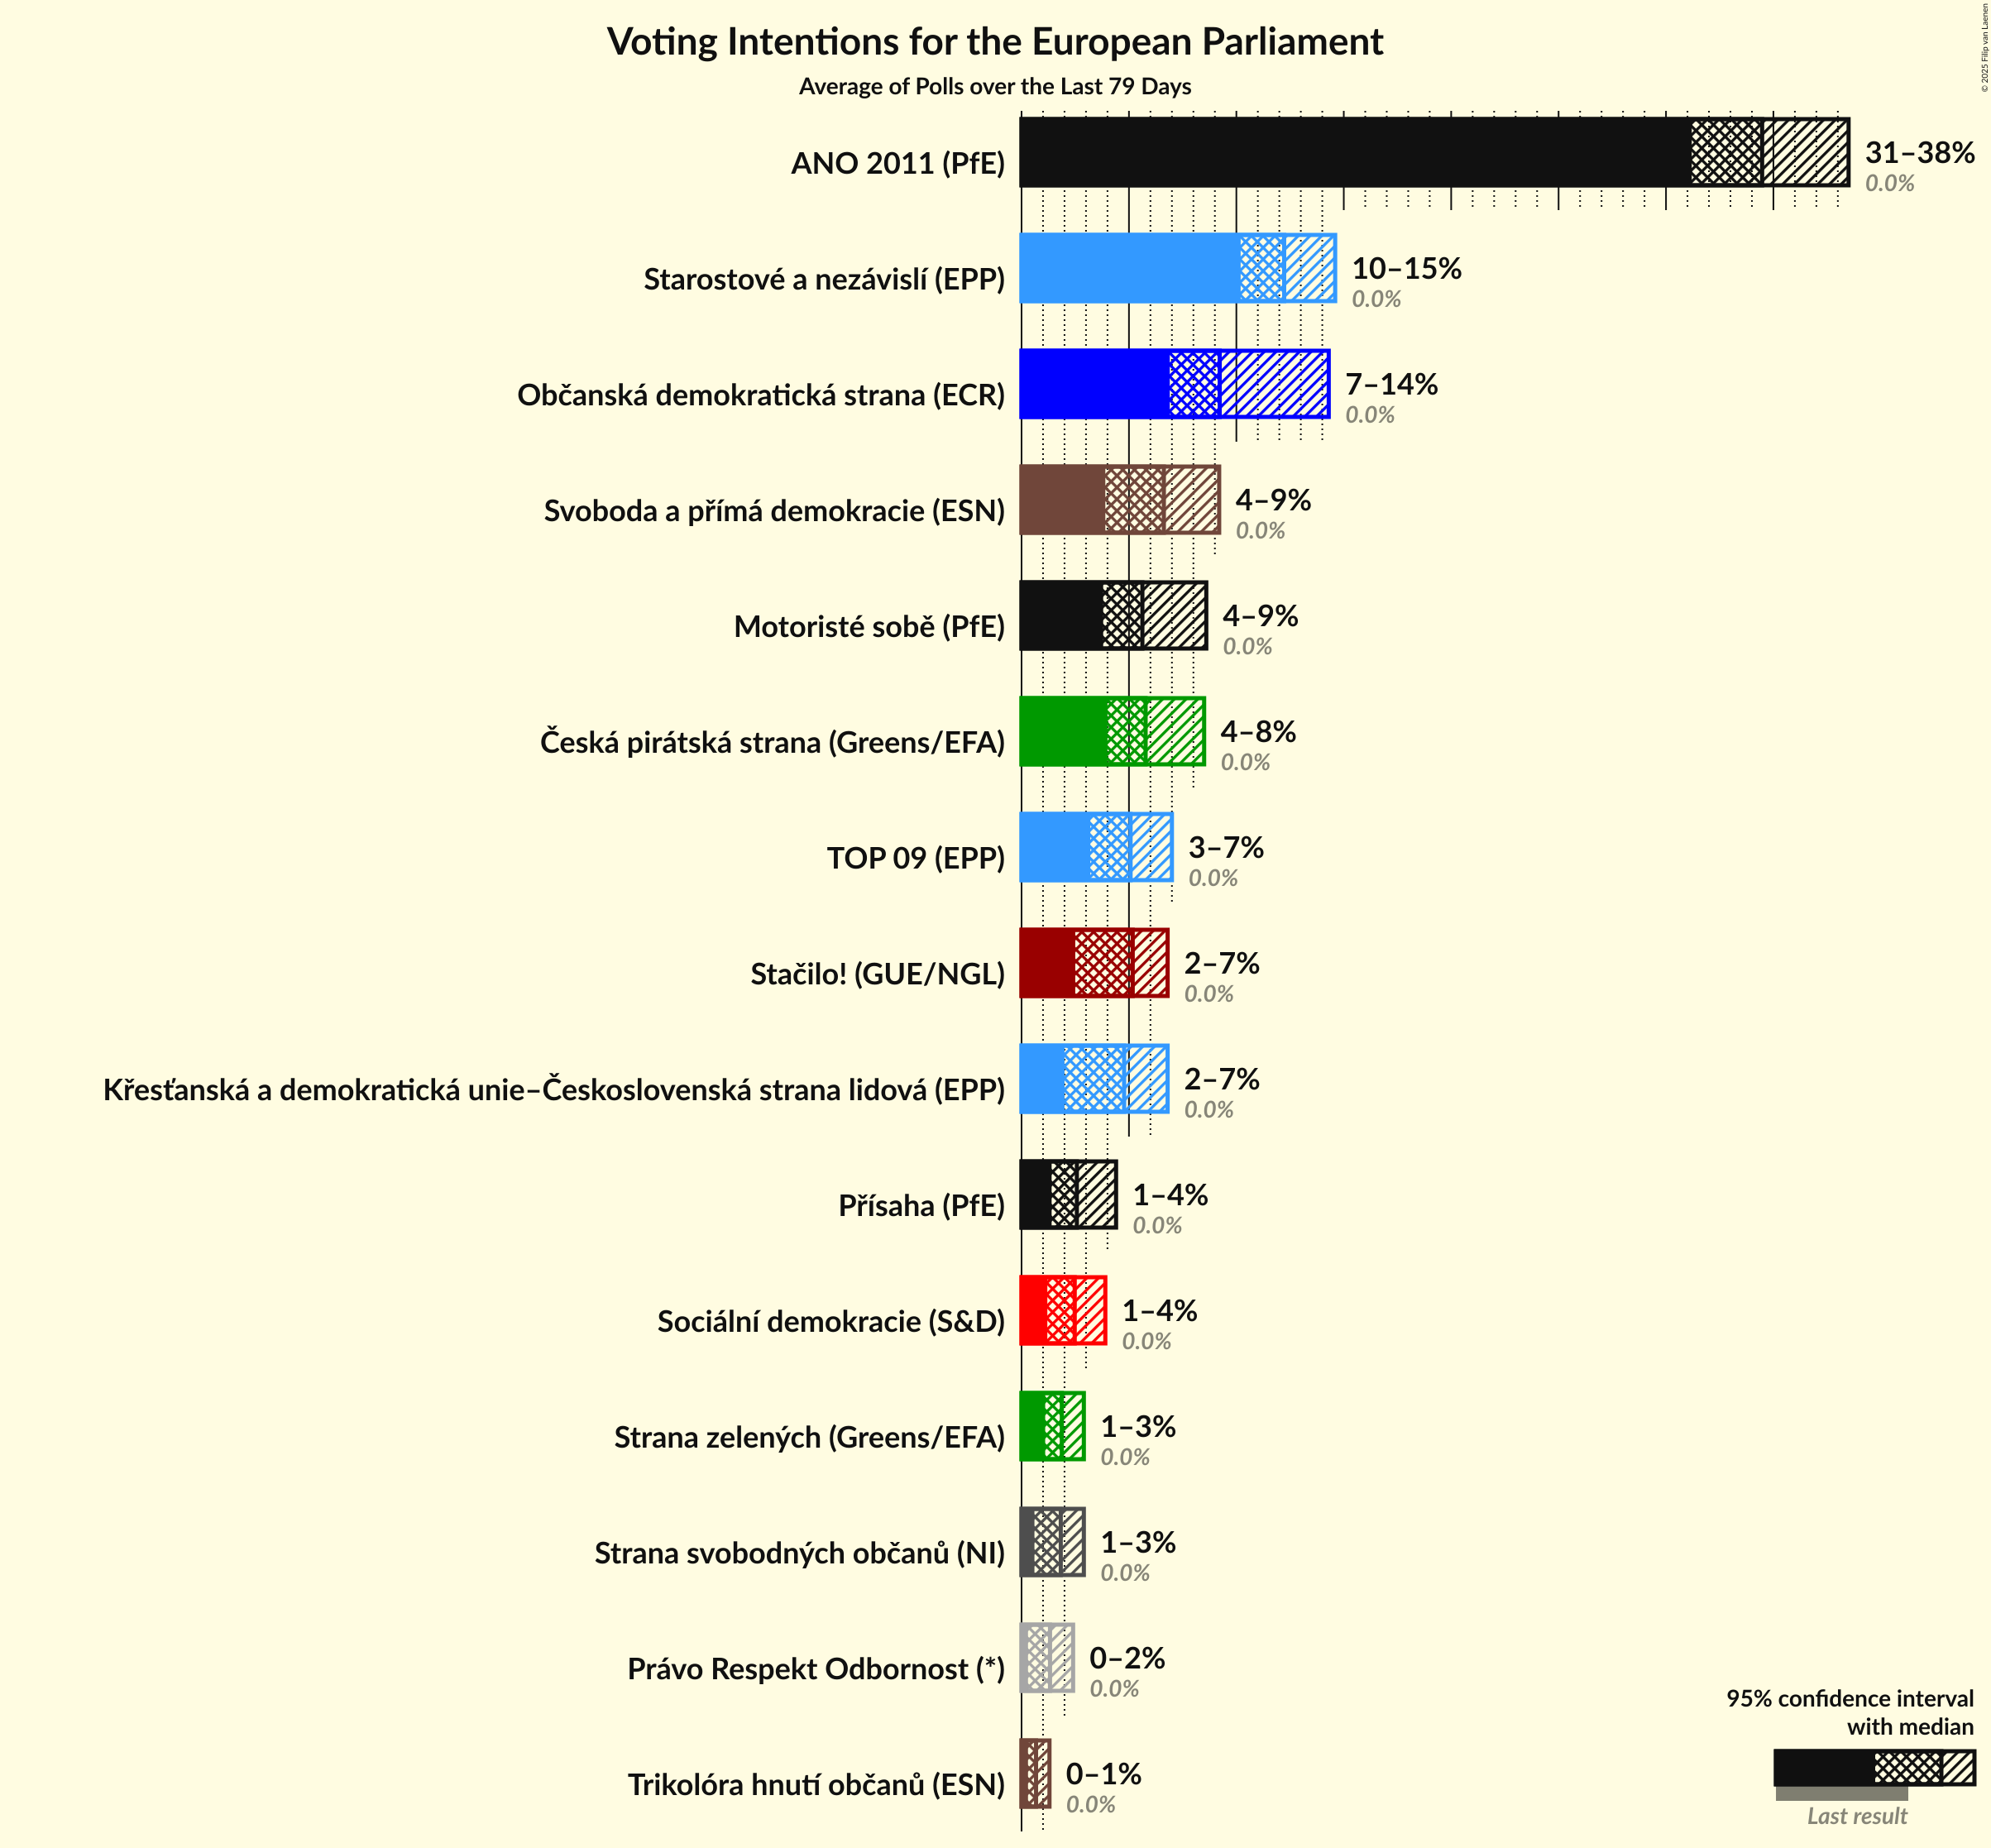 © 2025 Filip van Laenen
Voting Intentions for the European Parliament
Average of Polls over the Last 79 Days
ANO 2011 (PfE)
31–38%
0.0%
Starostové a nezávislí (EPP)
10–15%
0.0%
Občanská demokratická strana (ECR)
7–14%
0.0%
Svoboda a přímá demokracie (ESN)
4–9%
0.0%
Motoristé sobě (PfE)
4–9%
0.0%
Česká pirátská strana (Greens/EFA)
4–8%
0.0%
TOP 09 (EPP)
3–7%
0.0%
Stačilo! (GUE/NGL)
2–7%
0.0%
Křesťanská a demokratická unie–Československá strana lidová (EPP)
2–7%
0.0%
Přísaha (PfE)
1–4%
0.0%
Sociální demokracie (S&D)
1–4%
0.0%
Strana zelených (Greens/EFA)
1–3%
0.0%
Strana svobodných občanů (NI)
1–3%
0.0%
Právo Respekt Odbornost (*)
0–2%
0.0%
Trikolóra hnutí občanů (ESN)
0–1%
0.0%
95% confidence interval
with median
Last result